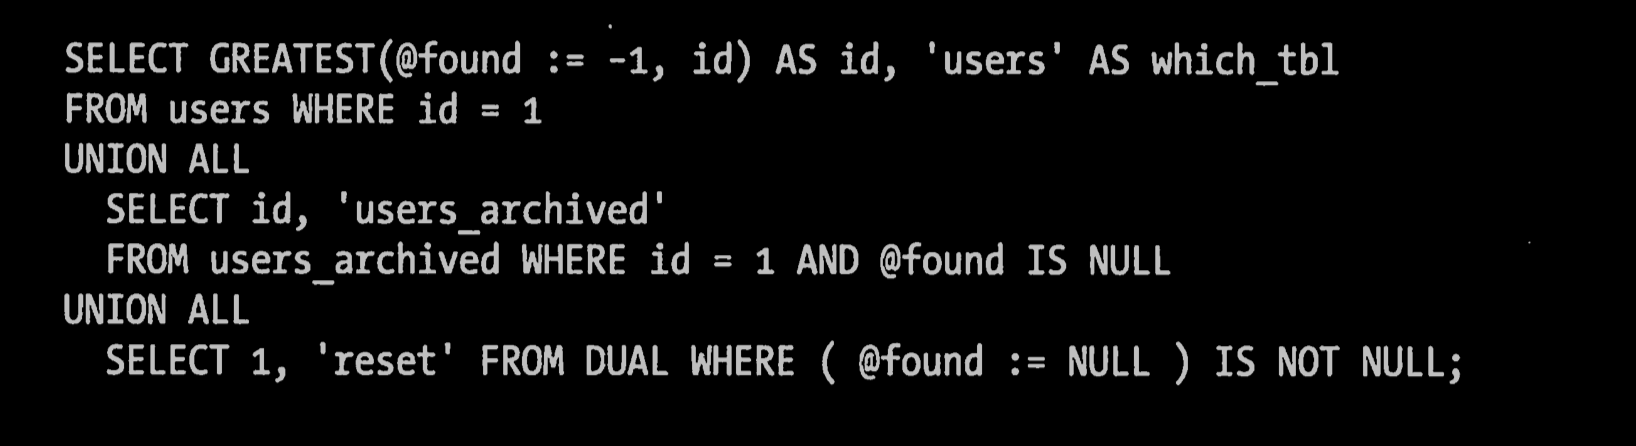 SELECT GREATEST(@found := -1, id) AS id, 'users' AS which_tbl
FROM users WHERE id = 1
UNION ALL
  SELECT id, 'users_archived'
  FROM users_archived WHERE id = 1 AND @found IS NULL
UNION ALL
  SELECT 1, 'reset' FROM DUAL WHERE ( @found := NULL ) IS NOT NULL;